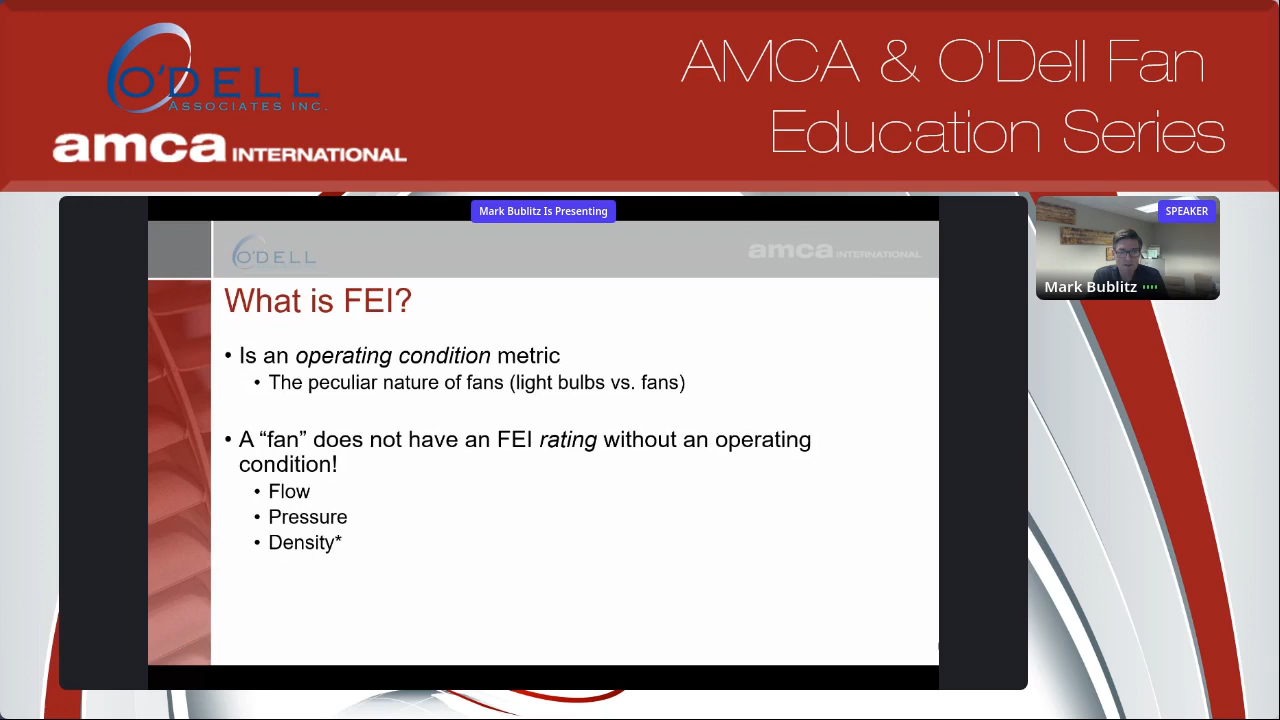 O'DELL
ASSOCIATES INC.
amca INTERNATIONAL
AMCA & O'Dell Fan
Education Series
Mark Bublitz Is Presenting
SPEAKER
Mark Bublitz
O'DELL
amca INTERNATIONAL
What is FEI?
• Is an operating condition metric
• The peculiar nature of fans (light bulbs vs. fans)
• A “fan” does not have an FEI rating without an operating
condition!
• Flow
• Pressure
• Density*